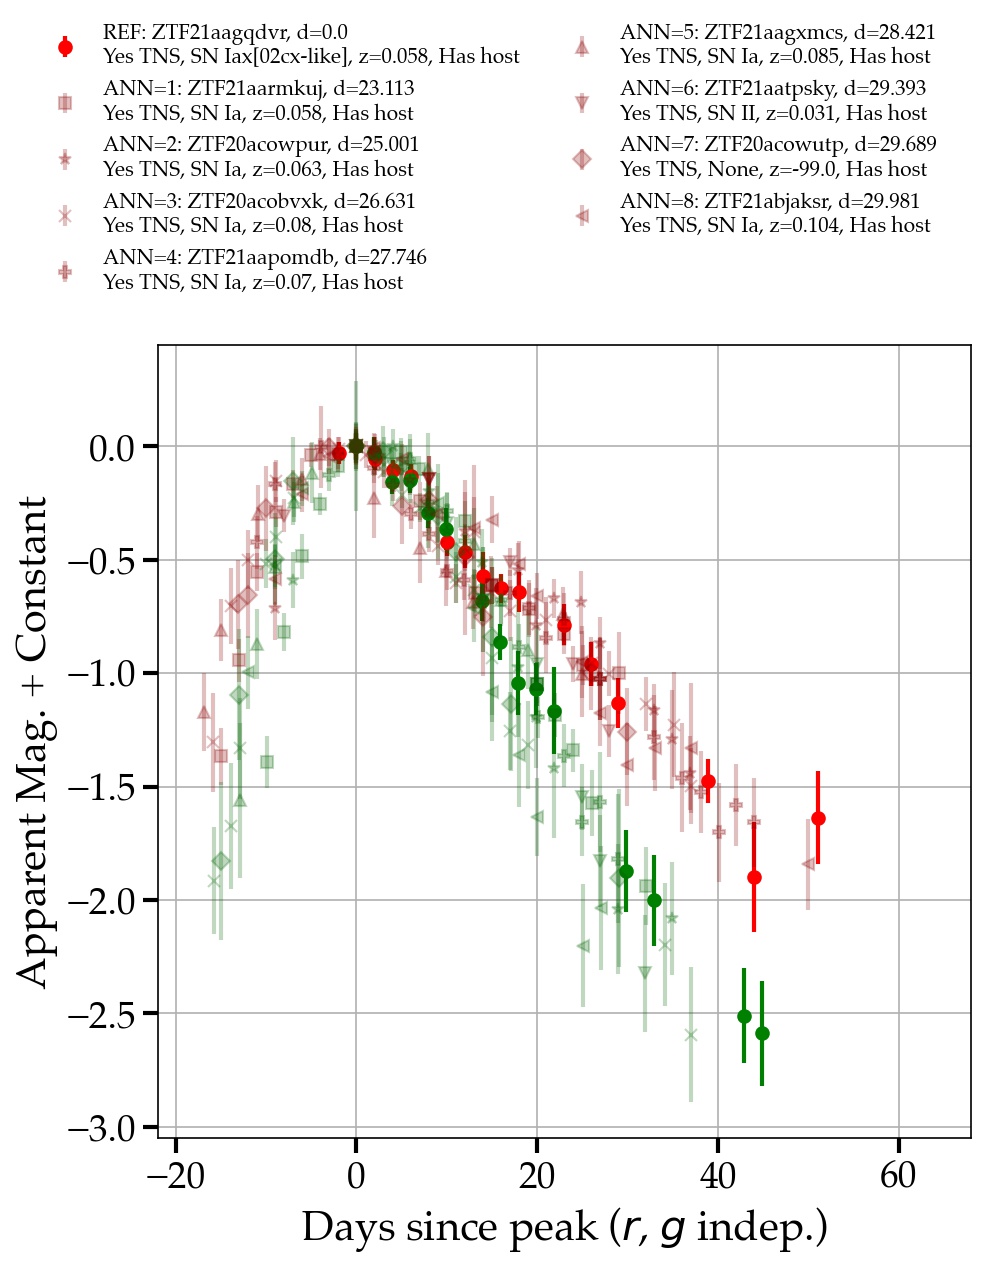 REF: ZTF21aagqdvr, d=0.0
Yes TNS, SN Iax[02cx-like], z=0.058, Has host
ANN=1: ZTF21aarmkuj, d=23.113
Yes TNS, SN Ia, z=0.058, Has host
ANN=2: ZTF20acowpur, d=25.001
Yes TNS, SN Ia, z=0.063, Has host
ANN=3: ZTF20acobvxk, d=26.631
Yes TNS, SN Ia, z=0.08, Has host
ANN=4: ZTF21aapomdb, d=27.746
Yes TNS, SN Ia, z=0.07, Has host
ANN=5: ZTF21aagxmcs, d=28.421
Yes TNS, SN Ia, z=0.085, Has host
ANN=6: ZTF21aatpsky, d=29.393
Yes TNS, SN II, z=0.031, Has host
ANN=7: ZTF20acowutp, d=29.689
Yes TNS, None, z=-99.0, Has host
ANN=8: ZTF21abjaksr, d=29.981
Yes TNS, SN Ia, z=0.104, Has host
Apparent Mag. + Constant
0.0
−0.5
−1.0
−1.5
−2.0
−2.5
−3.0
−20 0 20 40 60
Days since peak (r, g indep.)